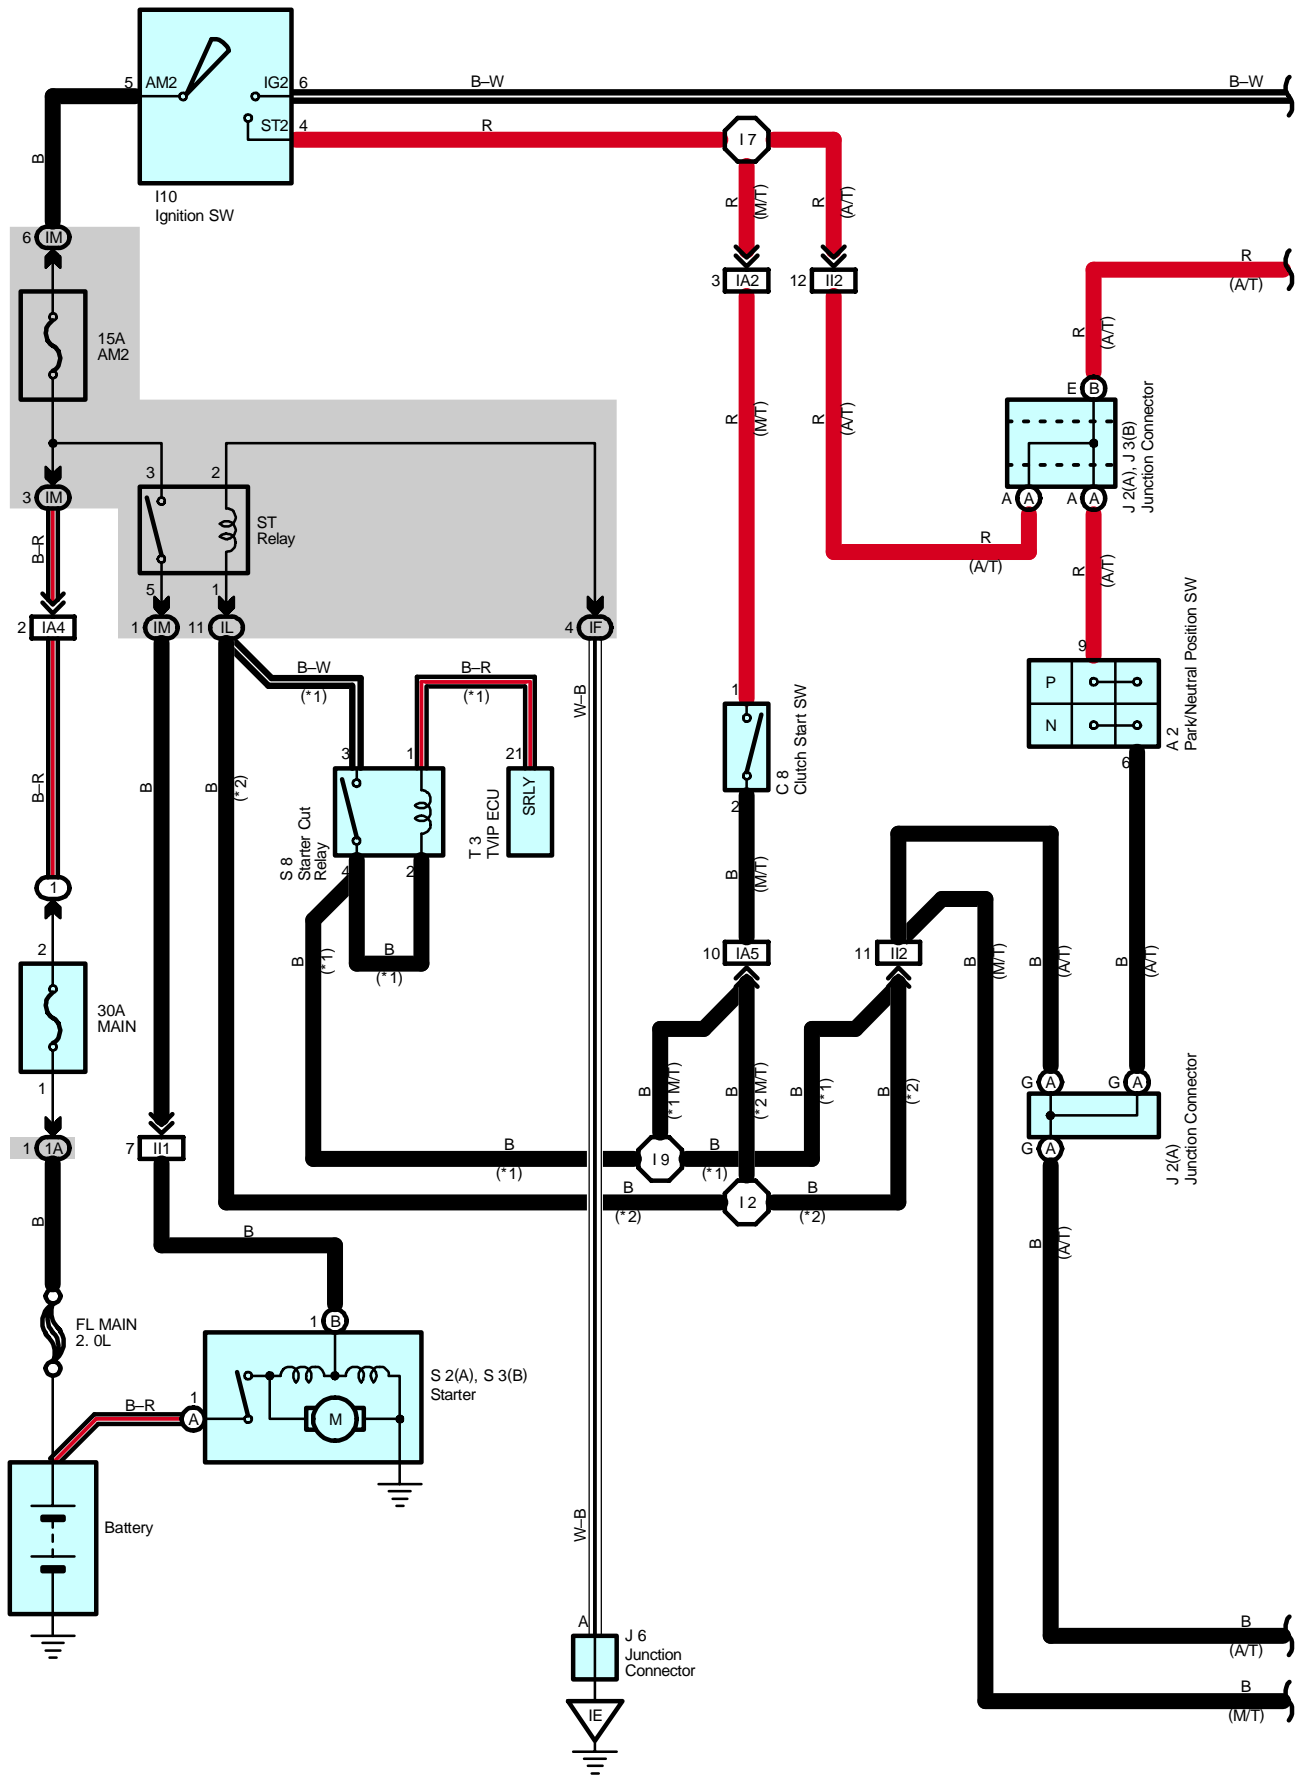 5 AM2 IG2 6 B–W B–W
ST2 4 R I 7
B
I10
Ignition SW
R (M/T) R (A/T)
6 IM
R
(A/T)
3 IA2 12 II2
15A
AM2
R (A/T)
E B
J 2(A), J 3(B)
Junction Connector
R (M/T) R (A/T)
3 2
3 IM
A A A A
ST
Relay
B–R
R
(A/T)
R (A/T)
5 1
2 IA4 1 IM 11 IL 4 IF
9
P
N
A 2
Park/Neutral Position SW
6
B–W
(*1)
B–R
(*1)
W–B
1
C 8
Clutch Start SW
2
3 1 21
SRLY
T 3
TVIP ECU
S 8
Starter Cut
Relay
4 2
B–R
B
B (*2)
1
B (M/T)
B
(*1)
B (*1)
10 IA5 11 II2
B (M/T) B (A/T) B (A/T)
2
30A
MAIN
1
B (*1 M/T) B (*2 M/T) B (*1) B (*2)
G A G A
J 2(A)
Junction Connector
G A
1 1A 7 II1
B
(*1)
I 9
B
(*1)
B
(*2)
I 2
B
(*2)
B
B
B (A/T)
FL MAIN
2. 0L
1 B
S 2(A), S 3(B)
Starter
M
B–R
1
A
Battery
W–B
A
J 6
Junction
Connector
IE
B
(A/T)
B
(M/T)